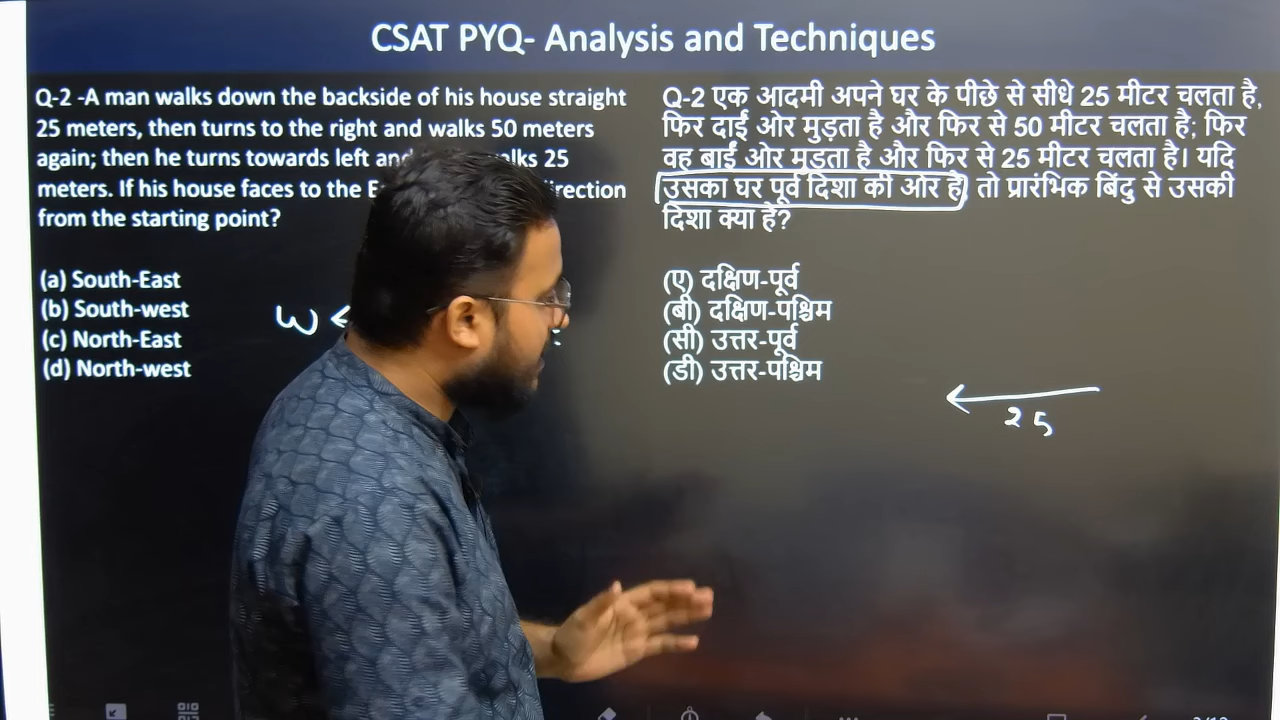 CSAT PYQ- Analysis and Techniques
Q-2 -A man walks down the backside of his house straight
25 meters, then turns to the right and walks 50 meters
again; then he turns towards left and 25
meters. If his house faces to the
from the starting point?
(a) South-East
(b) South-west
(c) North-East
(d) North-west
W
Q-2 एक आदमी अपने घर के पीछे से सीधे 25 मीटर चलता है,
फिर दाईं ओर मुड़ता है और फिर से 50 मीटर चलता है; फिर
वह बाईं ओर मुड़ता है और फिर से 25 मीटर चलता है। यदि
उसका घर पूर्व दिशा की ओर है, तो प्रारंभिक बिंदु से उसकी
दिशा क्या है?
(ए) दक्षिण-पूर्व
(बी) दक्षिण-पश्चिम
(सी) उत्तर-पूर्व
(डी) उत्तर-पश्चिम
25